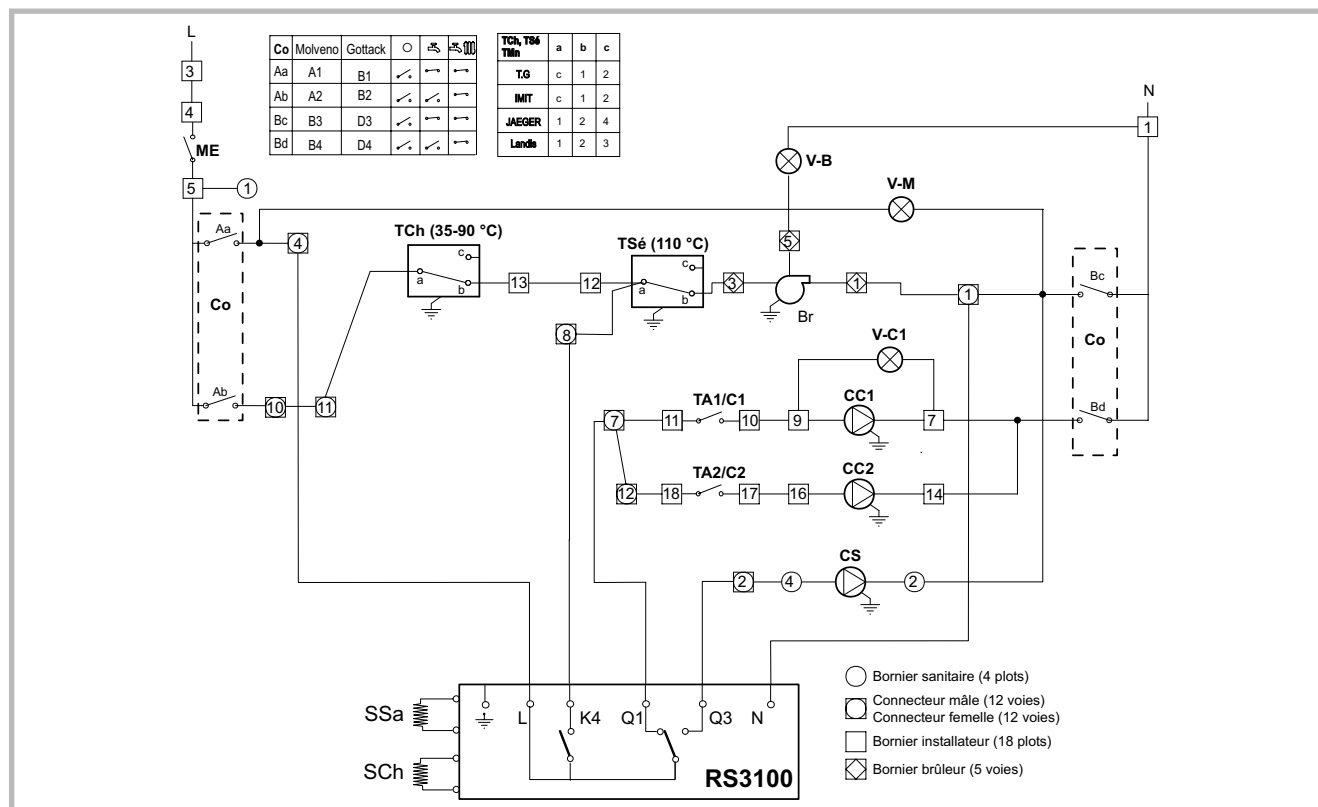 L
N
Co Molveno Gottack
Aa A1 B1
Ab A2 B2
Bc B3 D3
Bd B4 D4
TCh, TSé TMn a b c
T.G c 1 2
IMIT c 1 2
JAEGER 1 2 4
Landis 1 2 3
3
4
ME
5 1
1
V-B
V-M
Aa
4
Co
Ab
10 11
TCh (35-90 °C)
a b c
13 12
TSé (110 °C)
a b c
3
5
Br
1
1
Bc
Co
Bd
8
V-C1
7 11 TA1/C1 10 9 CC1 7
12 18 TA2/C2 17 16 CC2 14
CS
2 4 2
SSa
SCh
L K4 Q1 Q3 N
RS3100
Bornier sanitaire (4 plots)
Connecteur mâle (12 voies)
Connecteur femelle (12 voies)
Bornier installateur (18 plots)
Bornier brûleur (5 voies)